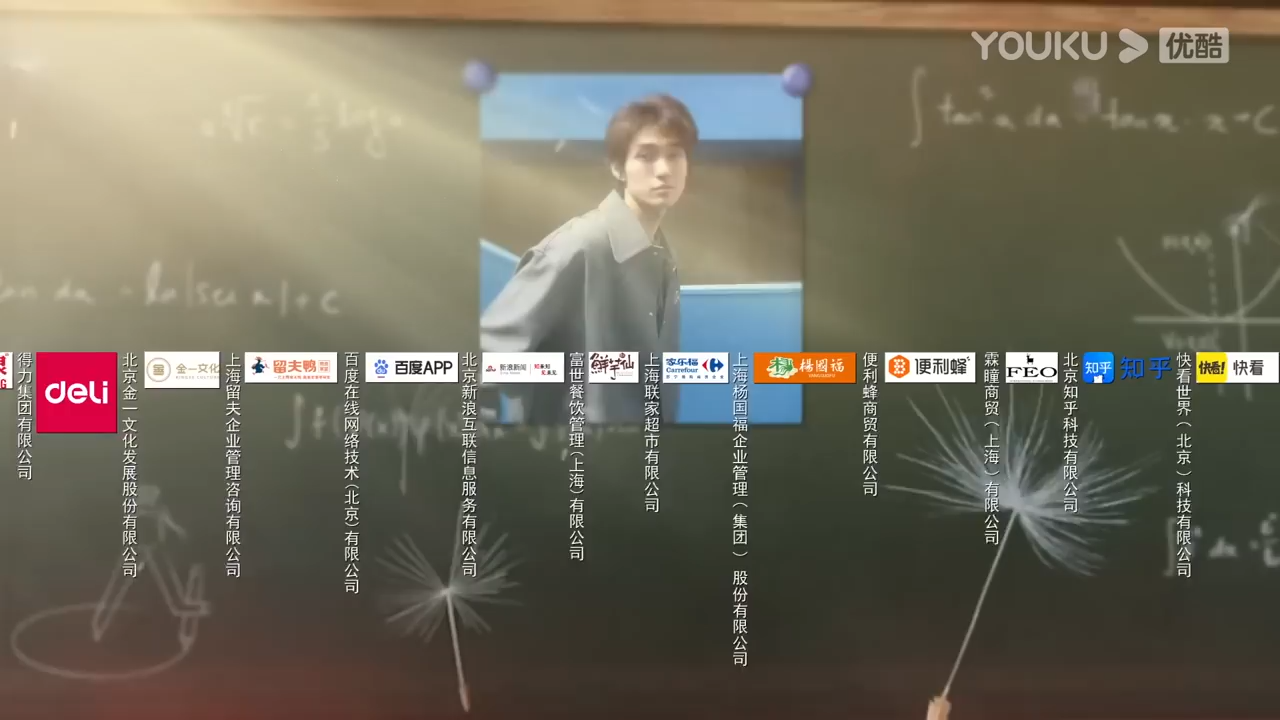 YOUKU 优酷
得力集团有限公司
deli
北京金一文化发展股份有限公司
金一文化
上海留夫企业管理咨询有限公司
留夫鸭
百度在线网络技术（北京）有限公司
百度APP
北京新浪互联信息服务有限公司
新浪新闻
富世餐饮管理（上海）有限公司
鲜芋仙
上海联家超市有限公司
家乐福
Carrefour
上海杨国福企业管理（集团）股份有限公司
楊國福
YANGGUOFU
便利蜂商贸有限公司
便利蜂
霖瞳商贸（上海）有限公司
FEO
北京知乎科技有限公司
知乎 知乎
快看世界（北京）科技有限公司
快看! 快看